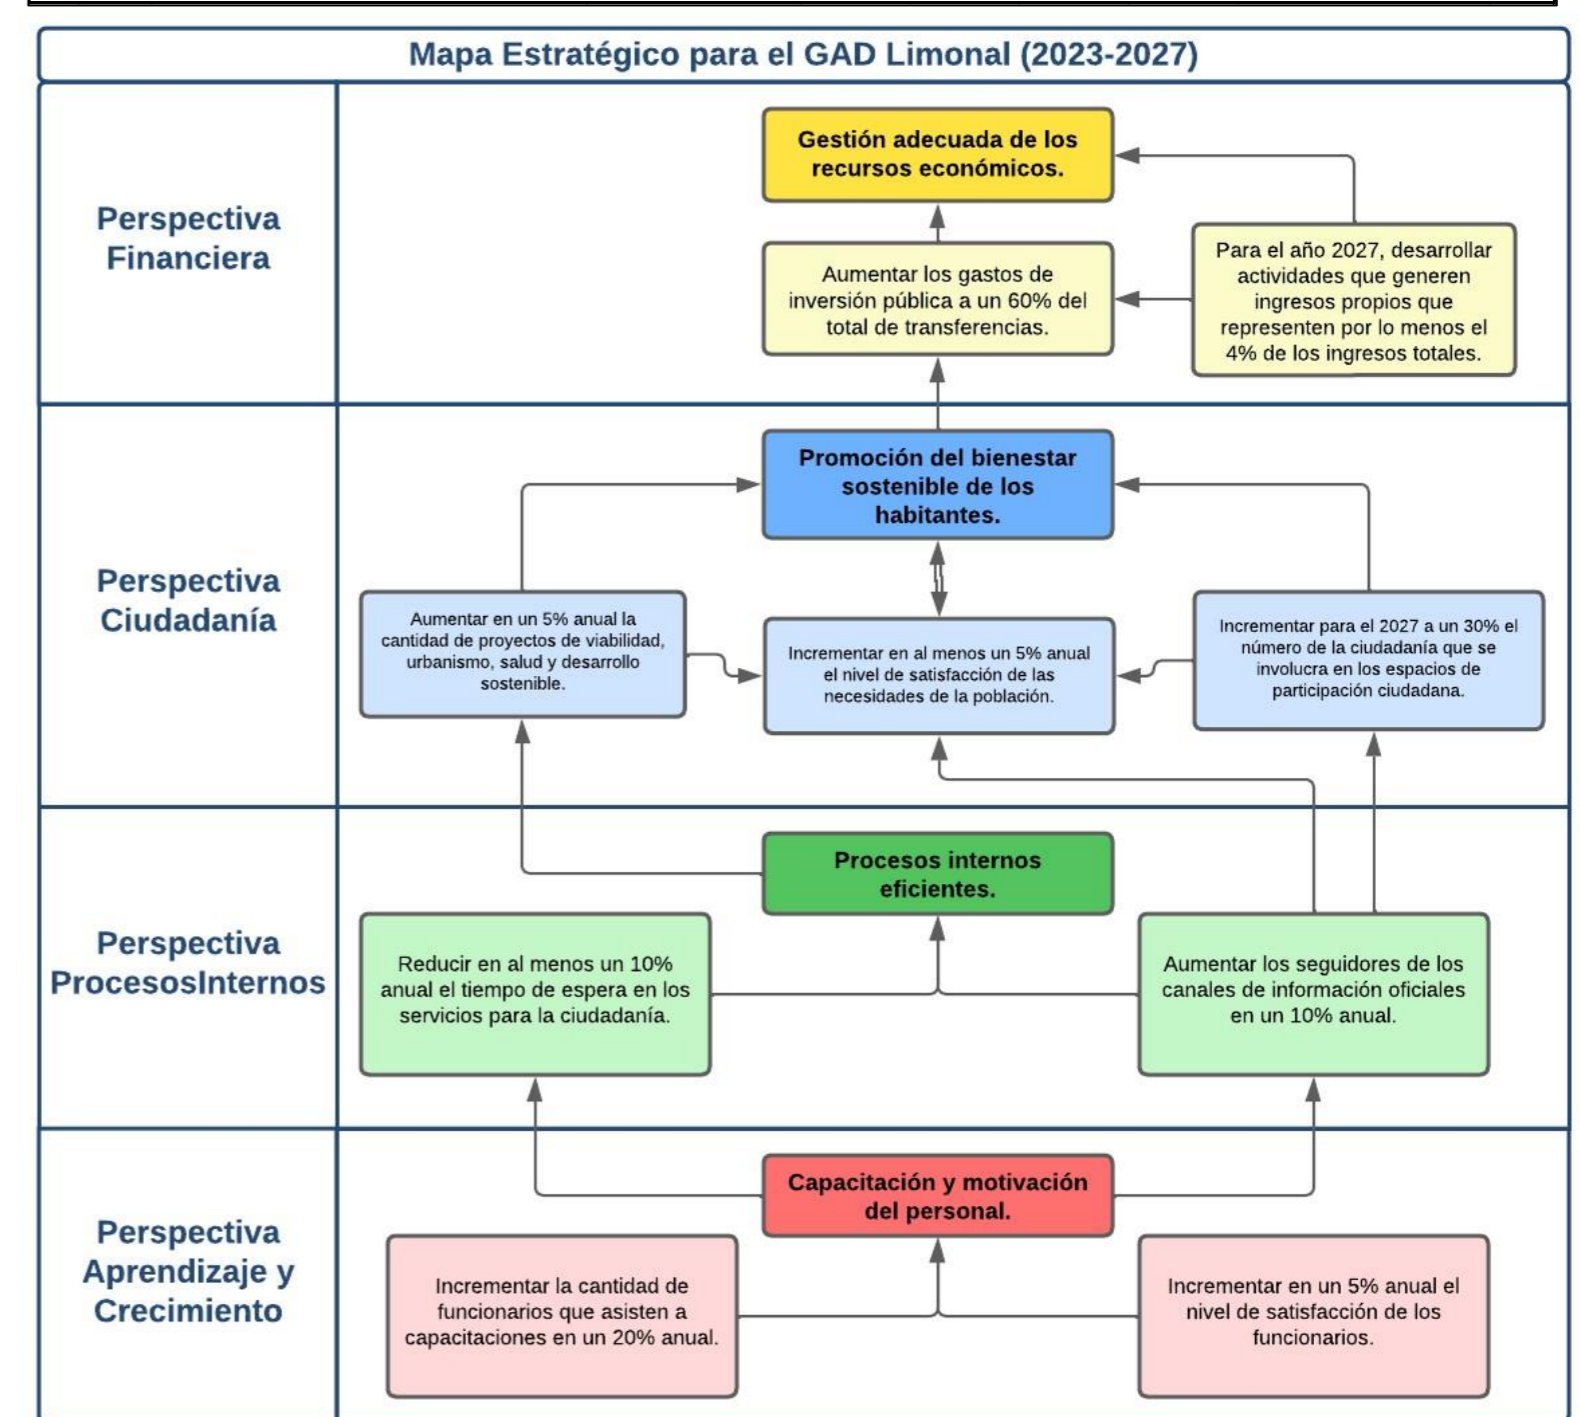 Mapa Estratégico para el GAD Limonal (2023-2027)
Perspectiva
Financiera
Gestión adecuada de los
recursos económicos.
Aumentar los gastos de
inversión pública a un 60% del
total de transferencias.
Para el año 2027, desarrollar
actividades que generen
ingresos propios que
representen por lo menos el
4% de los ingresos totales.
Perspectiva
Ciudadanía
Promoción del bienestar
sostenible de los
habitantes.
Aumentar en un 5% anual la
cantidad de proyectos de viabilidad,
urbanismo, salud y desarrollo
sostenible.
Incrementar en al menos un 5% anual
el nivel de satisfacción de las
necesidades de la población.
Incrementar para el 2027 a un 30% el
número de la ciudadanía que se
involucra en los espacios de
participación ciudadana.
Perspectiva
ProcesosInternos
Procesos internos
eficientes.
Reducir en al menos un 10%
anual el tiempo de espera en los
servicios para la ciudadanía.
Aumentar los seguidores de los
canales de información oficiales
en un 10% anual.
Perspectiva
Aprendizaje y
Crecimiento
Capacitación y motivación
del personal.
Incrementar la cantidad de
funcionarios que asisten a
capacitaciones en un 20% anual.
Incrementar en un 5% anual el
nivel de satisfacción de los
funcionarios.